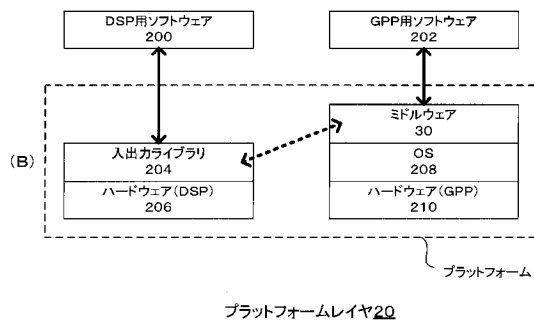 DSP用ソフトウェア
200
GPP用ソフトウェア
202
(B)
ミドルウェア
30
入出力ライブラリ
204
OS
208
ハードウェア(DSP)
206
ハードウェア(GPP)
210
プラットフォーム
プラットフォームレイヤ20